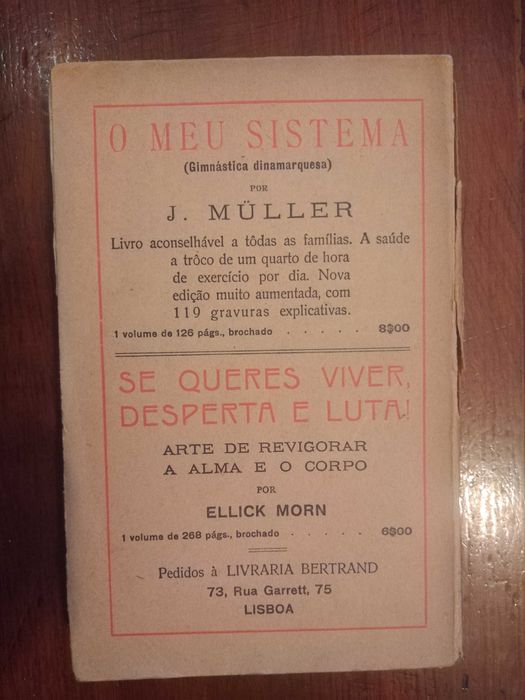 O MEU SISTEMA
(Gimnástica dinamarquesa)
POR
J. MÜLLER
Livro aconselhável a tôdas as famílias. A saúde
a trôco de um quarto de hora
de exercício por dia. Nova
edição muito aumentada, com
119 gravuras explicativas.
1 volume de 126 págs., brochado . . . . . 8$00
SE QUERES VIVER,
DESPERTA E LUTA!
ARTE DE REVIGORAR
A ALMA E O CORPO
POR
ELLICK MORN
1 volume de 268 págs., brochado . . . . . 6$00
Pedidos à LIVRARIA BERTRAND
73, Rua Garrett, 75
LISBOA